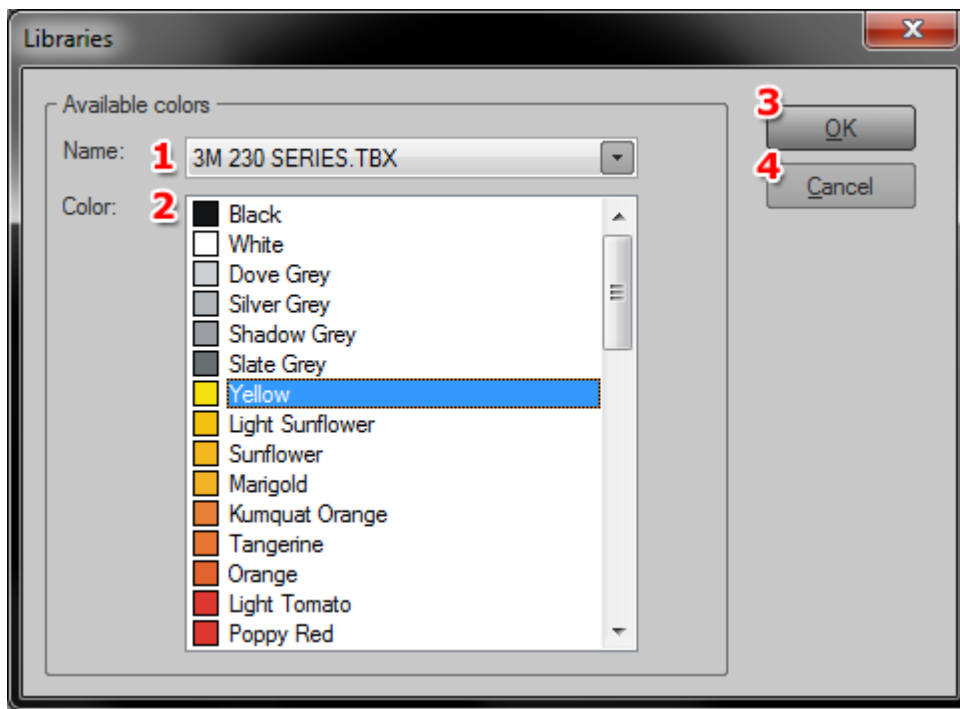 Libraries
Available colors
Name: 1 3M 230 SERIES.TBX
3 OK
4 Cancel
Color: 2 Black
White
Dove Grey
Silver Grey
Shadow Grey
Slate Grey
Yellow
Light Sunflower
Sunflower
Marigold
Kumquat Orange
Tangerine
Orange
Light Tomato
Poppy Red